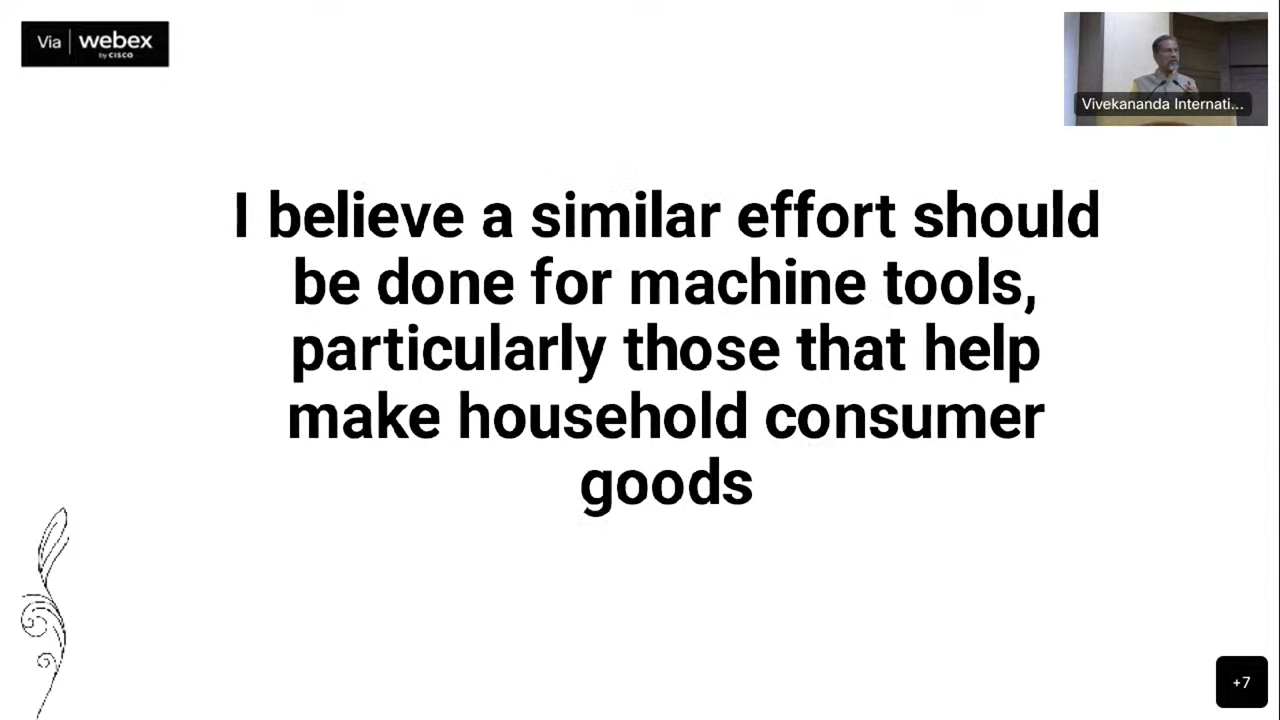 Via webex
by CISCO
Vivekananda Internati...
I believe a similar effort should
be done for machine tools,
particularly those that help
make household consumer
goods
+7